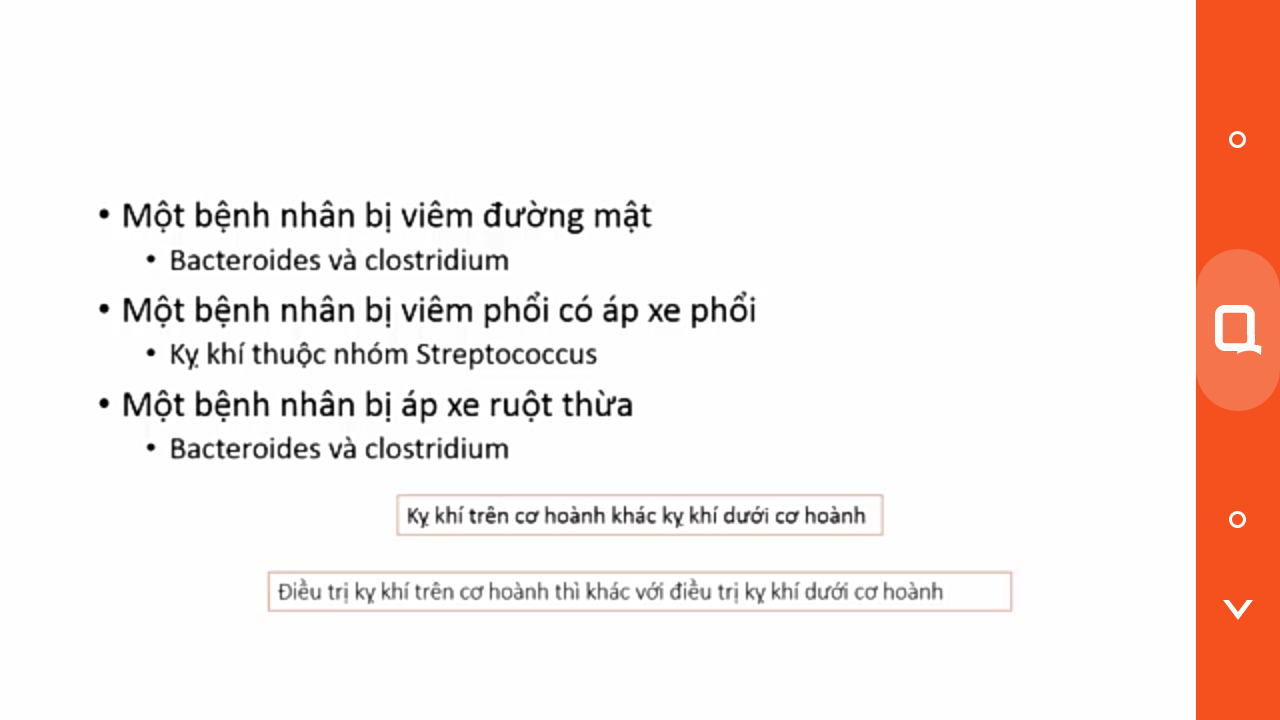 • Một bệnh nhân bị viêm đường mật
• Bacteroides và clostridium
• Một bệnh nhân bị viêm phổi có áp xe phổi
• Kỵ khí thuộc nhóm Streptococcus
• Một bệnh nhân bị áp xe ruột thừa
• Bacteroides và clostridium
Kỵ khí trên cơ hoành khác kỵ khí dưới cơ hoành
Điều trị kỵ khí trên cơ hoành thì khác với điều trị kỵ khí dưới cơ hoành